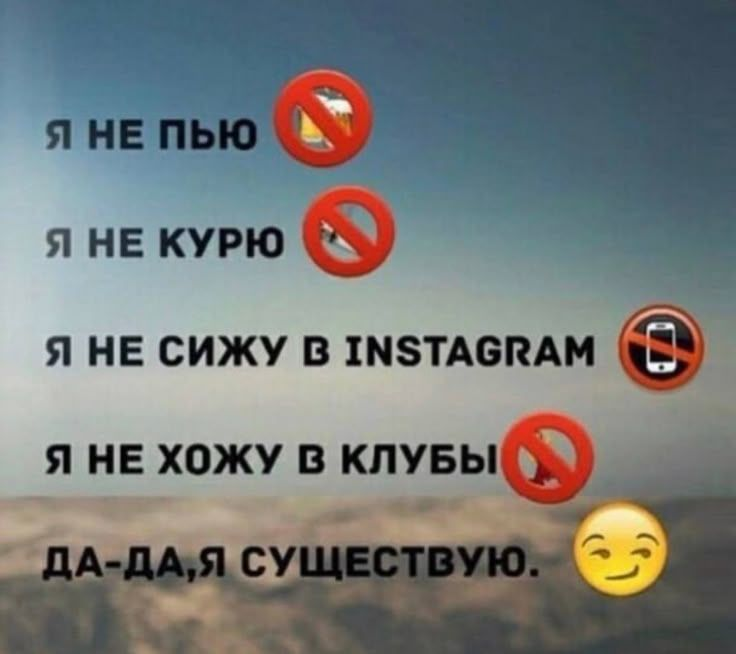 Я НЕ ПЬЮ
Я НЕ КУРЮ
Я НЕ СИЖУ В INSTAGRAM
Я НЕ ХОЖУ В КЛУБЫ
ДА-ДА,Я СУЩЕСТВУЮ.